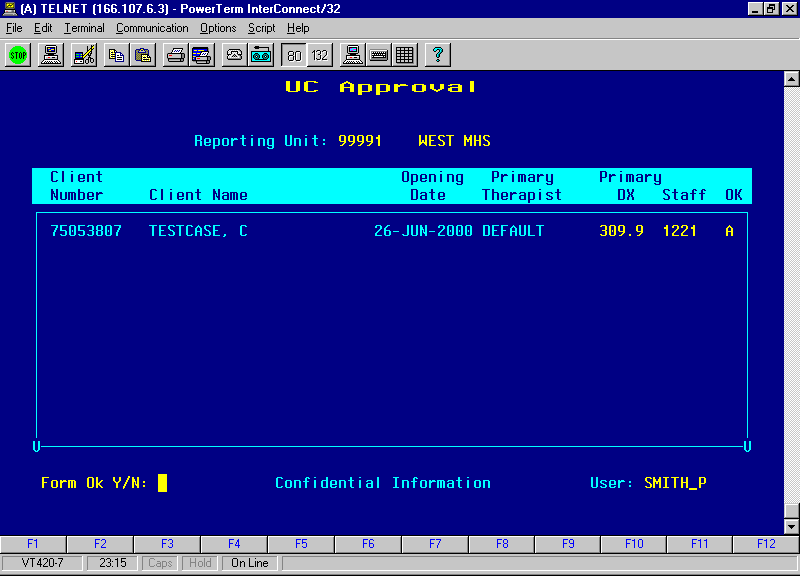 (A) TELNET (166.107.6.3) - PowerTerm InterConnect/32
File Edit Terminal Communication Options Script Help
STOP 80 132 ?
UC Approval
Reporting Unit: 99991 WEST MHS
Client Opening Primary Primary
Number Client Name Date Therapist DX Staff OK
75053807 TESTCASE, C 26-JUN-2000 DEFAULT 309.9 1221 A
U U
Form Ok Y/N: Confidential Information User: SMITH_P
F1 F2 F3 F4 F5 F6 F7 F8 F9 F10 F11 F12
VT420-7 23:15 Caps Hold On Line